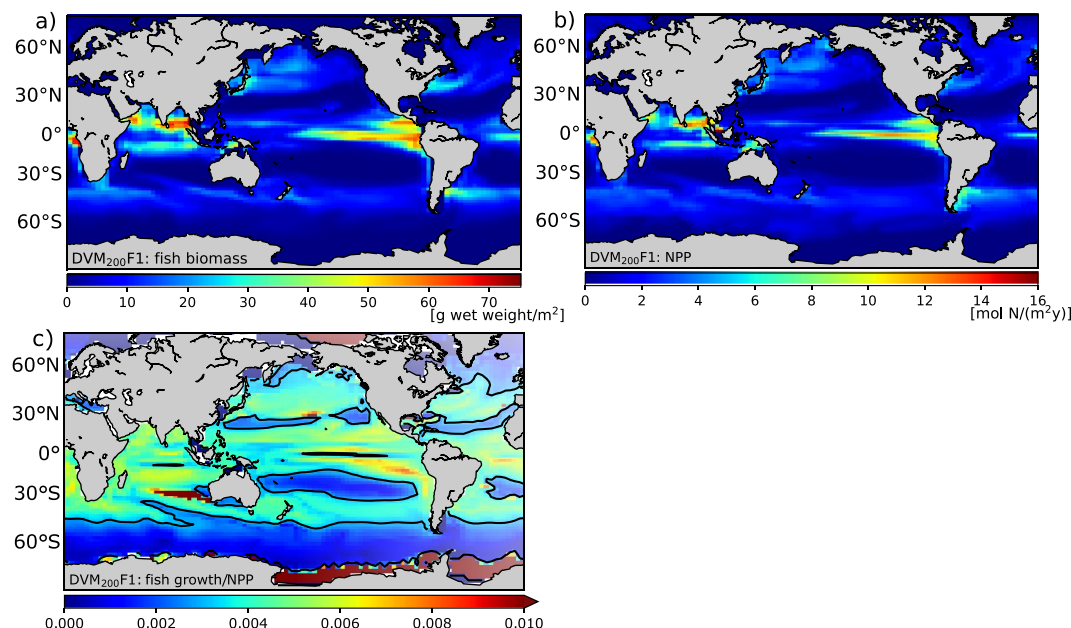 a)
60°N
30°N
0°
30°S
60°S
DVM₂₀₀F1: fish biomass
0 10 20 30 40 50 60 70
[g wet weight/m²]
b)
60°N
30°N
0°
30°S
60°S
DVM₂₀₀F1: NPP
0 2 4 6 8 10 12 14 16
[mol N/(m²y)]
c)
60°N
30°N
0°
30°S
60°S
DVM₂₀₀F1: fish growth/NPP
0.000 0.002 0.004 0.006 0.008 0.010